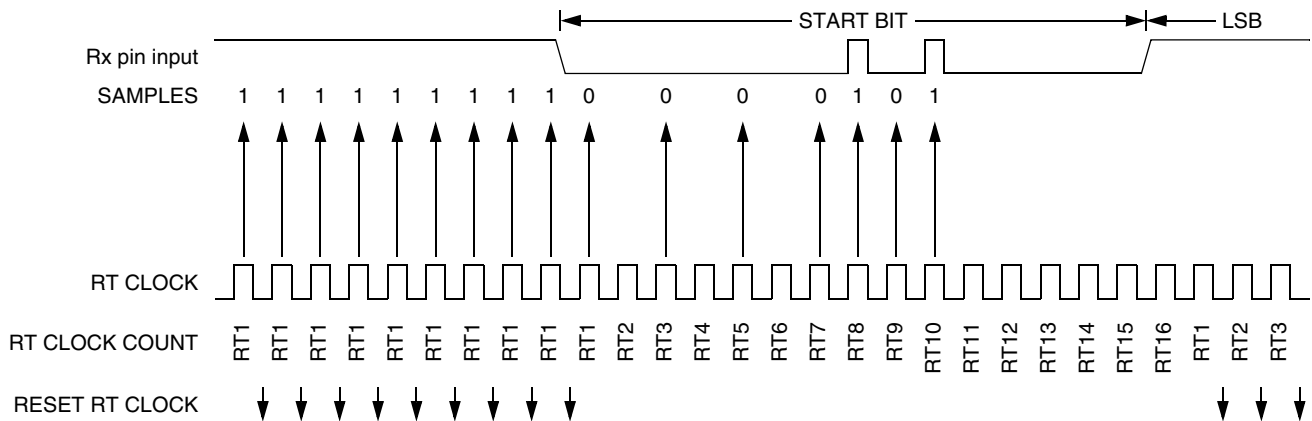 START BIT LSB
Rx pin input
SAMPLES 1 1 1 1 1 1 1 1 1 0 0 0 0 1 0 1
RT CLOCK
RT CLOCK COUNT RT1 RT1 RT1 RT1 RT1 RT1 RT1 RT1 RT1 RT1 RT2 RT3 RT4 RT5 RT6 RT7 RT8 RT9 RT10 RT11 RT12 RT13 RT14 RT15 RT16 RT1 RT2 RT3
RESET RT CLOCK